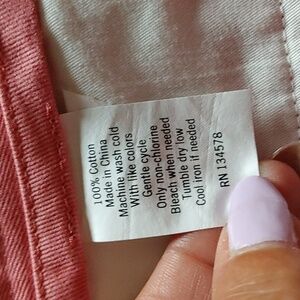 100% Cotton
Made in China
Machine wash cold
With like colors
Gentle cycle
Only non-chlorine
Bleach when needed
Tumble dry low
Cool iron if needed
RN 134578